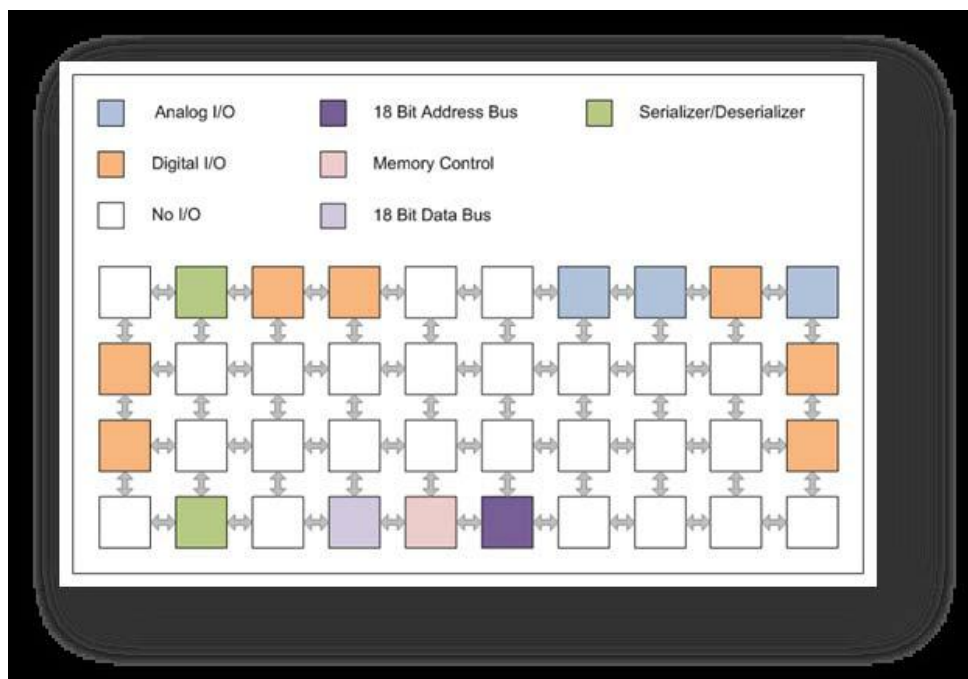 Analog I/O 18 Bit Address Bus Serializer/Deserializer
Digital I/O Memory Control
No I/O 18 Bit Data Bus